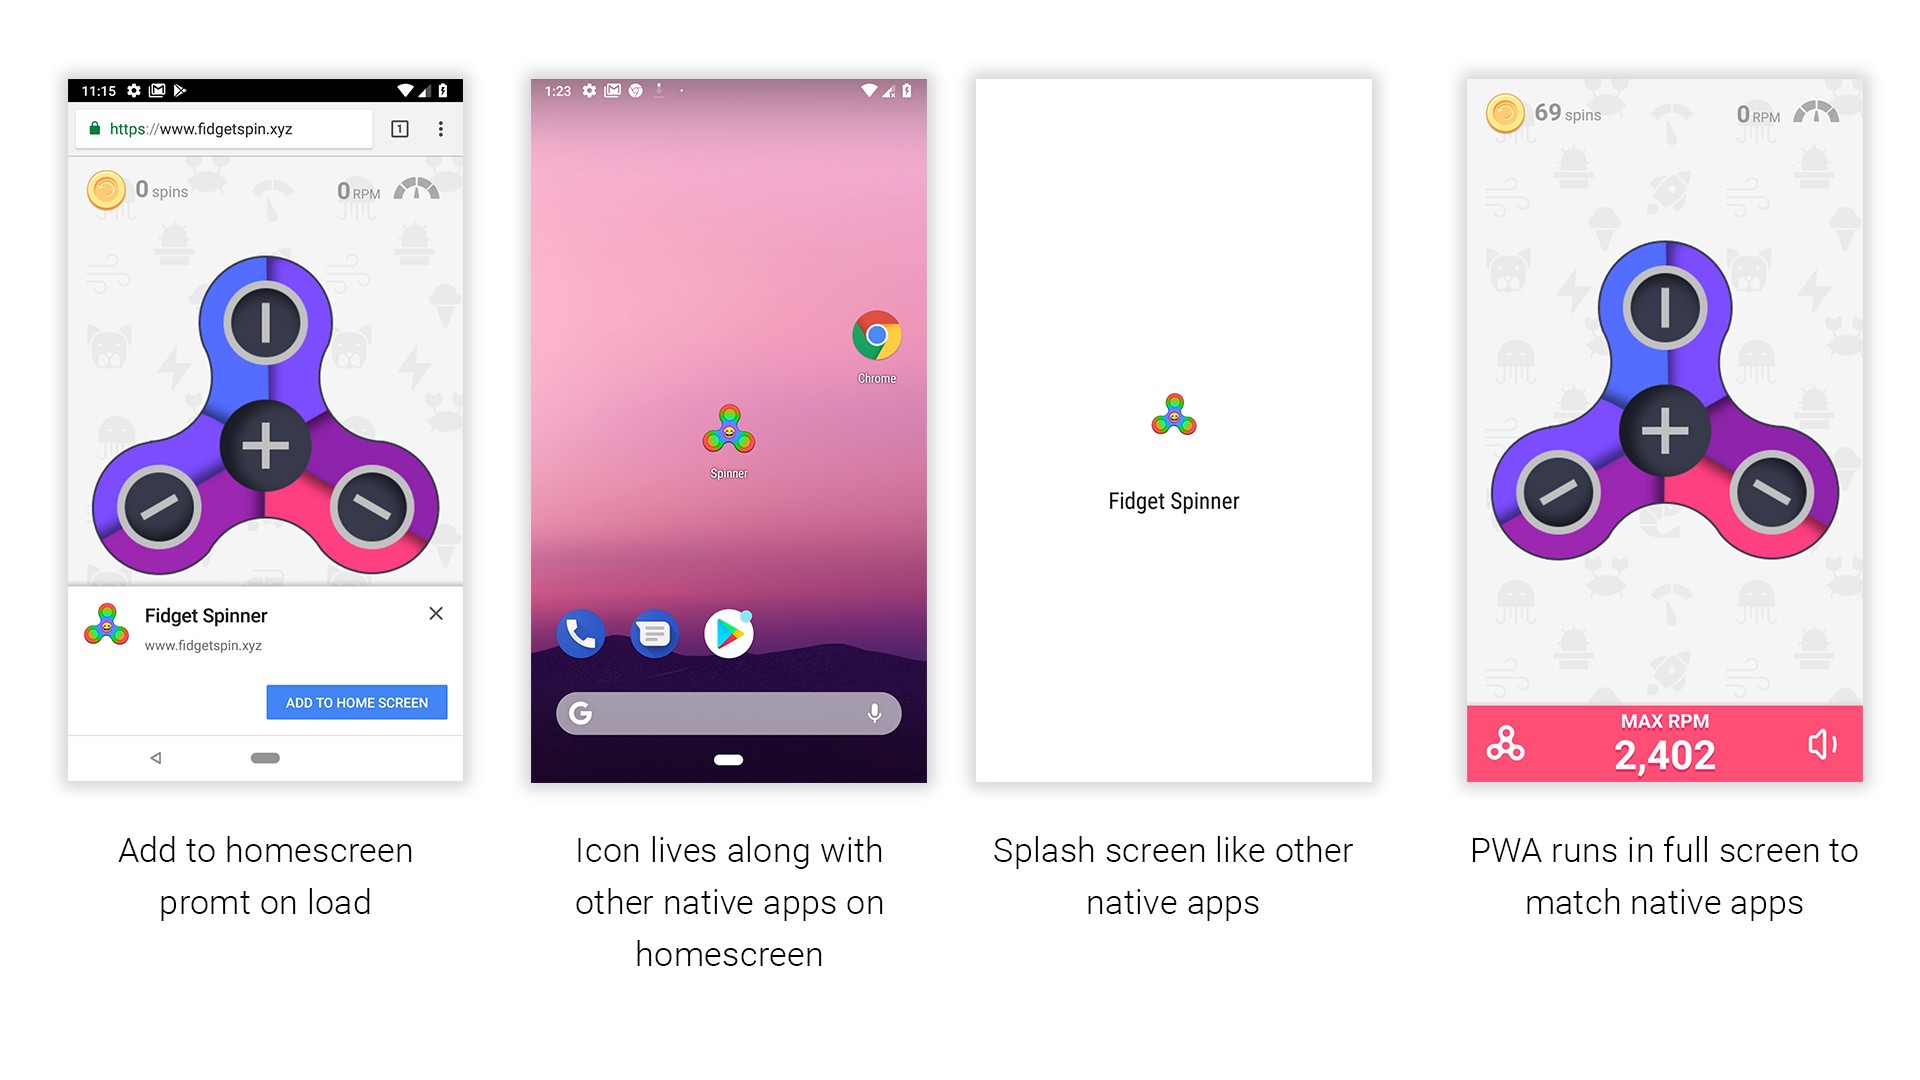 11:15
https://www.fidgetspin.xyz
1
0 spins
0 RPM
Fidget Spinner
www.fidgetspin.xyz
ADD TO HOME SCREEN
Add to homescreen
promt on load
1:23
Chrome
Spinner
G
Icon lives along with
other native apps on
homescreen
Fidget Spinner
Splash screen like other
native apps
69 spins
0 RPM
MAX RPM
2,402
PWA runs in full screen to
match native apps